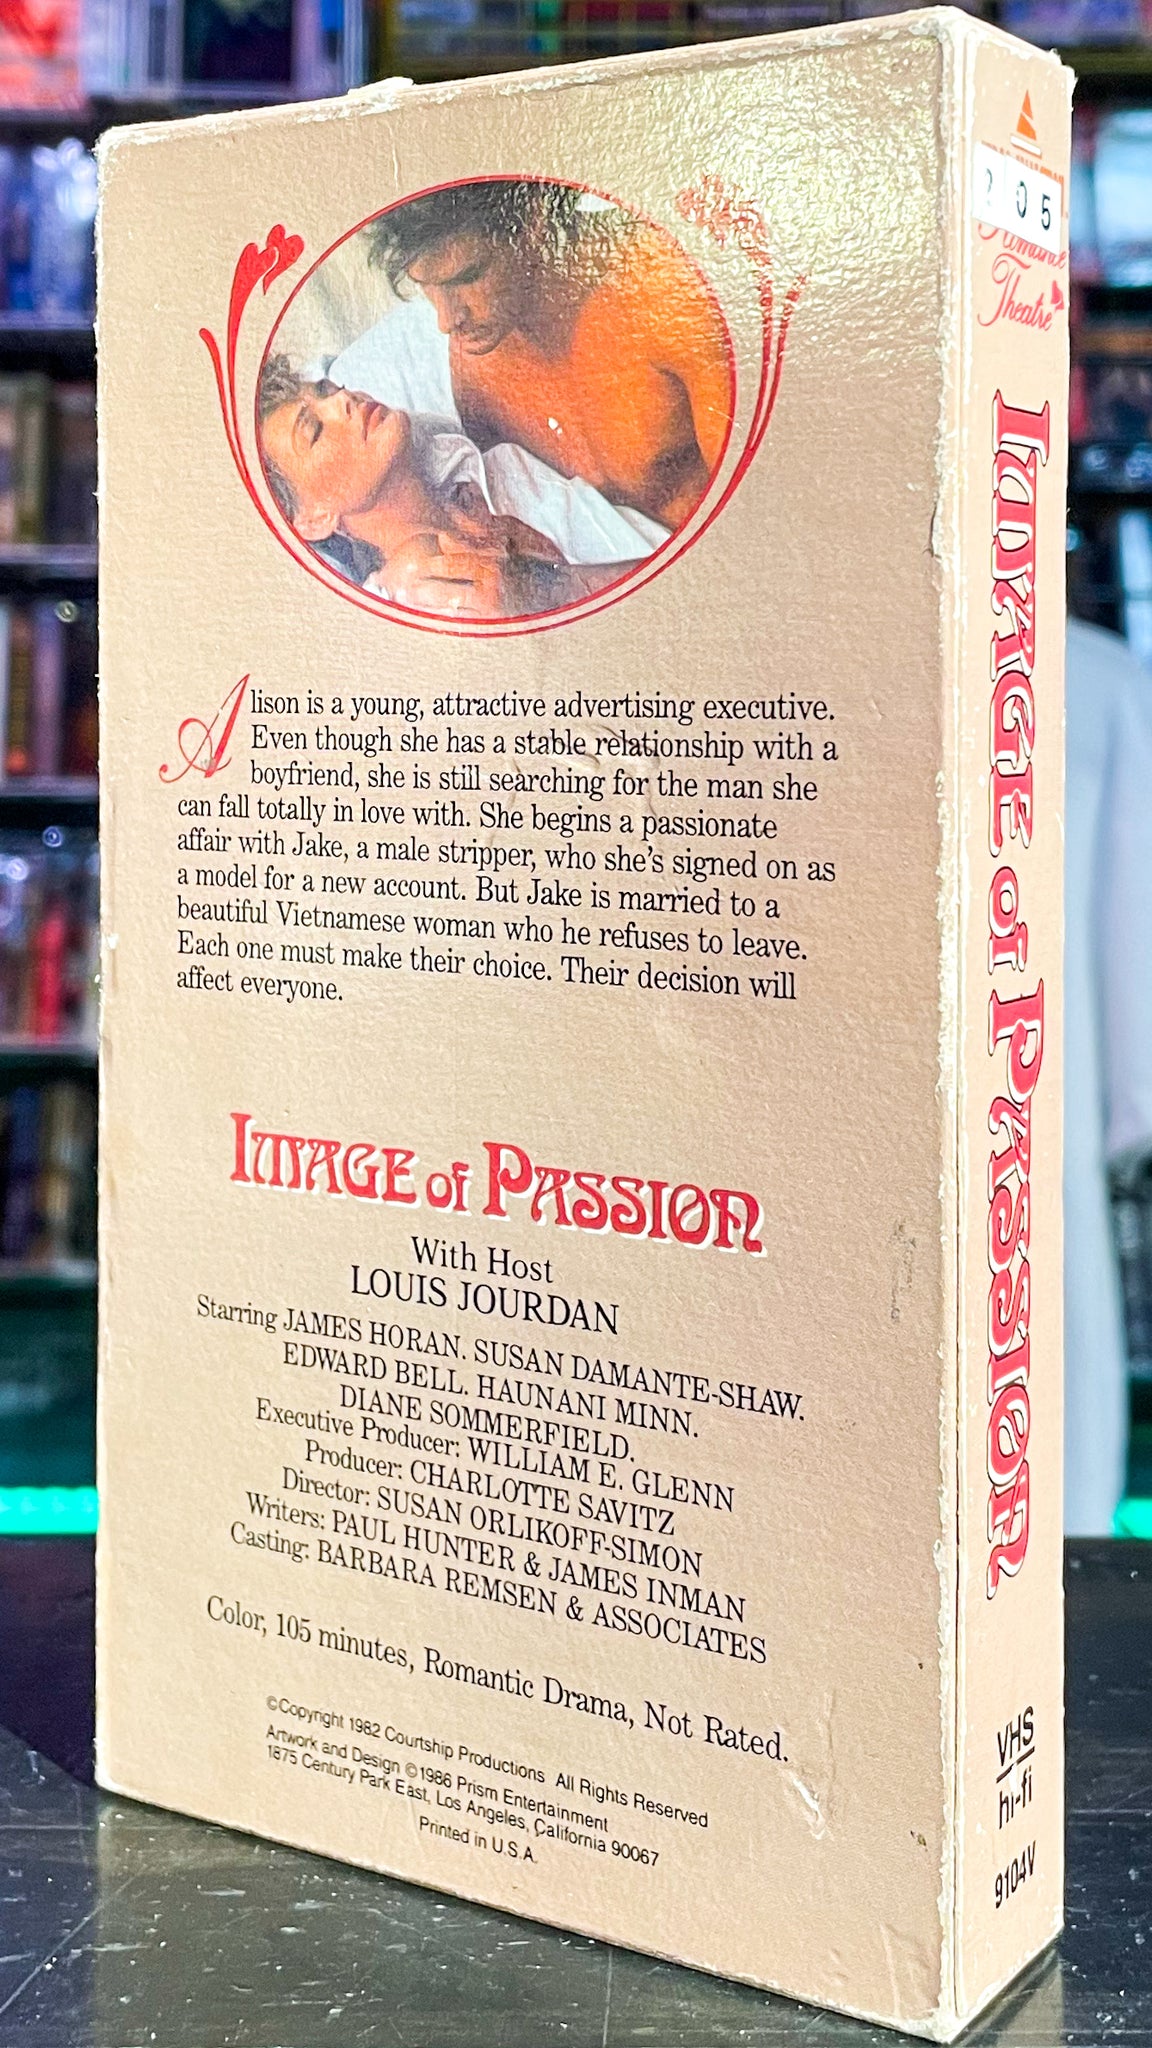 Alison is a young, attractive advertising executive.
Even though she has a stable relationship with a
boyfriend, she is still searching for the man she
can fall totally in love with. She begins a passionate
affair with Jake, a male stripper, who she's signed on as
a model for a new account. But Jake is married to a
beautiful Vietnamese woman who he refuses to leave.
Each one must make their choice. Their decision will
affect everyone.
IMAGE of PASSION
With Host
LOUIS JOURDAN
Starring JAMES HORAN. SUSAN DAMANTE-SHAW.
EDWARD BELL. HAUNANI MINN.
DIANE SOMMERFIELD.
Executive Producer: WILLIAM E. GLENN
Producer: CHARLOTTE SAVITZ
Director: SUSAN ORLIKOFF-SIMON
Writers: PAUL HUNTER & JAMES INMAN
Casting: BARBARA REMSEN & ASSOCIATES
Color, 105 minutes, Romantic Drama, Not Rated.
©Copyright 1982 Courtship Productions All Rights Reserved
Artwork and Design ©1986 Prism Entertainment
1875 Century Park East, Los Angeles, California 90067
Printed in U.S.A.
05
Romance
Theatre
IMAGE of PASSION
VHS
hi-fi
9104V